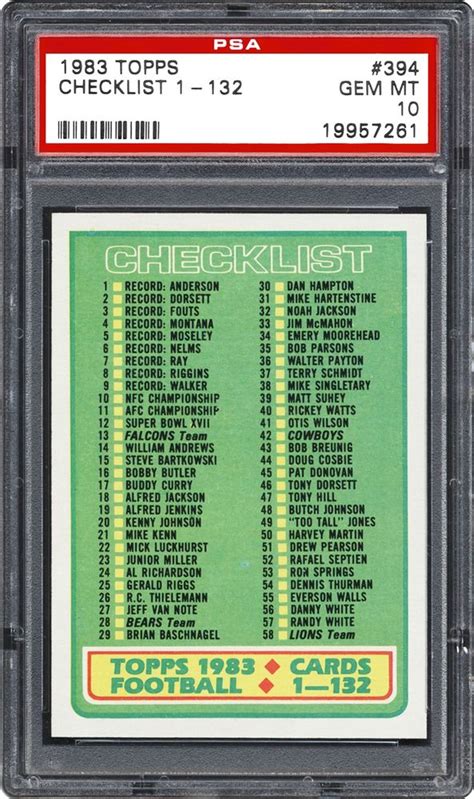 PSA
1983 TOPPS #394
CHECKLIST 1-132 GEM MT
10
19957261
CHECKLIST
1 RECORD: ANDERSON
2 RECORD: DORSETT
3 RECORD: FOUTS
4 RECORD: MONTANA
5 RECORD: MOSELEY
6 RECORD: NELMS
7 RECORD: RAY
8 RECORD: RIGGINS
9 RECORD: WALKER
10 NFC CHAMPIONSHIP
11 AFC CHAMPIONSHIP
12 SUPER BOWL XVII
13 FALCONS Team
14 WILLIAM ANDREWS
15 STEVE BARTKOWSKI
16 BOBBY BUTLER
17 BUDDY CURRY
18 ALFRED JACKSON
19 ALFRED JENKINS
20 KENNY JOHNSON
21 MIKE KENN
22 MICK LUCKHURST
23 JUNIOR MILLER
24 AL RICHARDSON
25 GERALD RIGGS
26 R.C. THIELEMANN
27 JEFF VAN NOTE
28 BEARS Team
29 BRIAN BASCHNAGEL
30 DAN HAMPTON
31 MIKE HARTENSTINE
32 NOAH JACKSON
33 JIM McMAHON
34 EMERY MOOREHEAD
35 BOB PARSONS
36 WALTER PAYTON
37 TERRY SCHMIDT
38 MIKE SINGLETARY
39 MATT SUHEY
40 RICKEY WATTS
41 OTIS WILSON
42 COWBOYS
43 BOB BREUNIG
44 DOUG COSBIE
45 PAT DONOVAN
46 TONY DORSETT
47 TONY HILL
48 BUTCH JOHNSON
49 "TOO TALL" JONES
50 HARVEY MARTIN
51 DREW PEARSON
52 RAFAEL SEPTIEN
53 RON SPRINGS
54 DENNIS THURMAN
55 EVERSON WALLS
56 DANNY WHITE
57 RANDY WHITE
58 LIONS Team
TOPPS 1983 CARDS
FOOTBALL 1-132